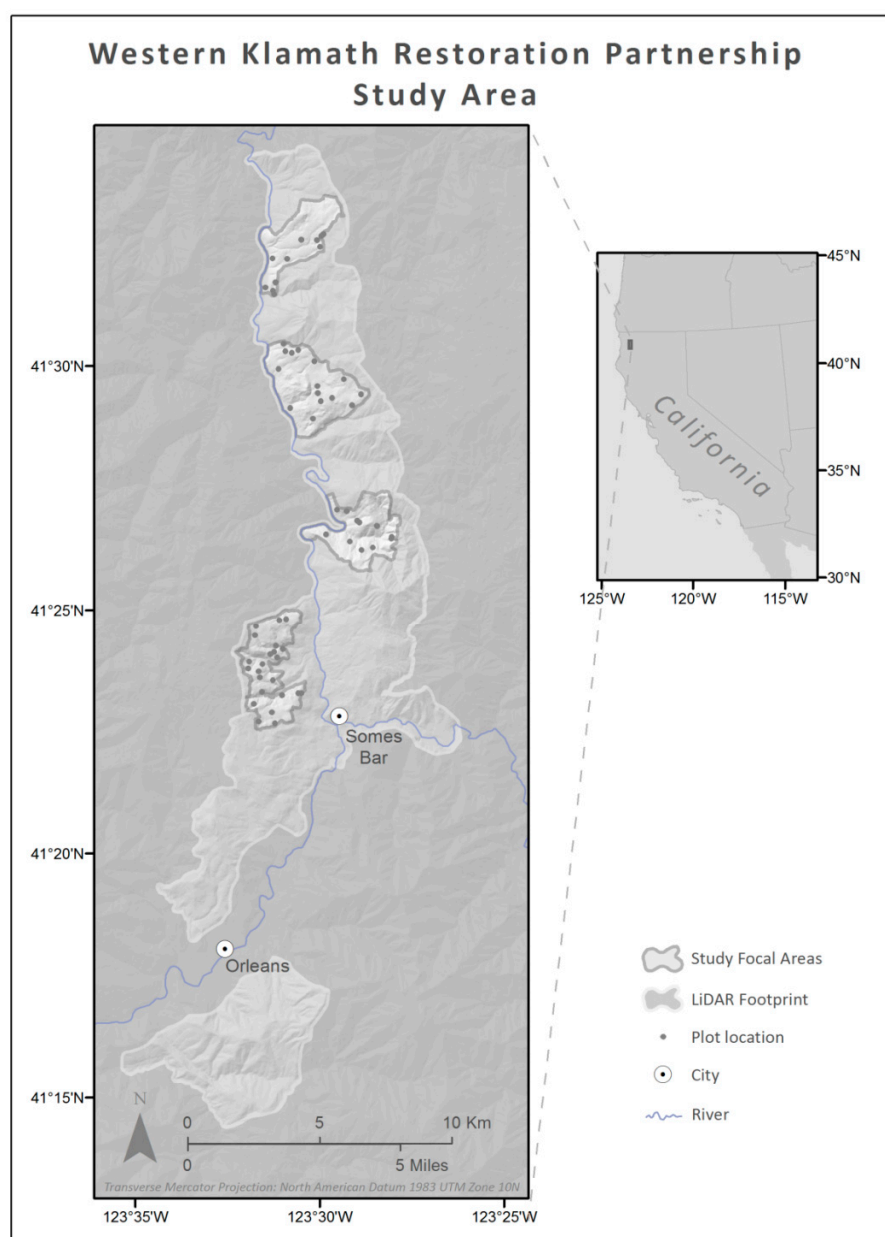 Western Klamath Restoration Partnership
Study Area
41°30'N
41°25'N
41°20'N
41°15'N
Somes
Bar
Orleans
N
0 5 10 Km
0 5 Miles
Transverse Mercator Projection: North American Datum 1983 UTM Zone 10N
123°35'W 123°30'W 123°25'W
California
45°N
40°N
35°N
30°N
125°W 120°W 115°W
Study Focal Areas
LiDAR Footprint
Plot location
City
River